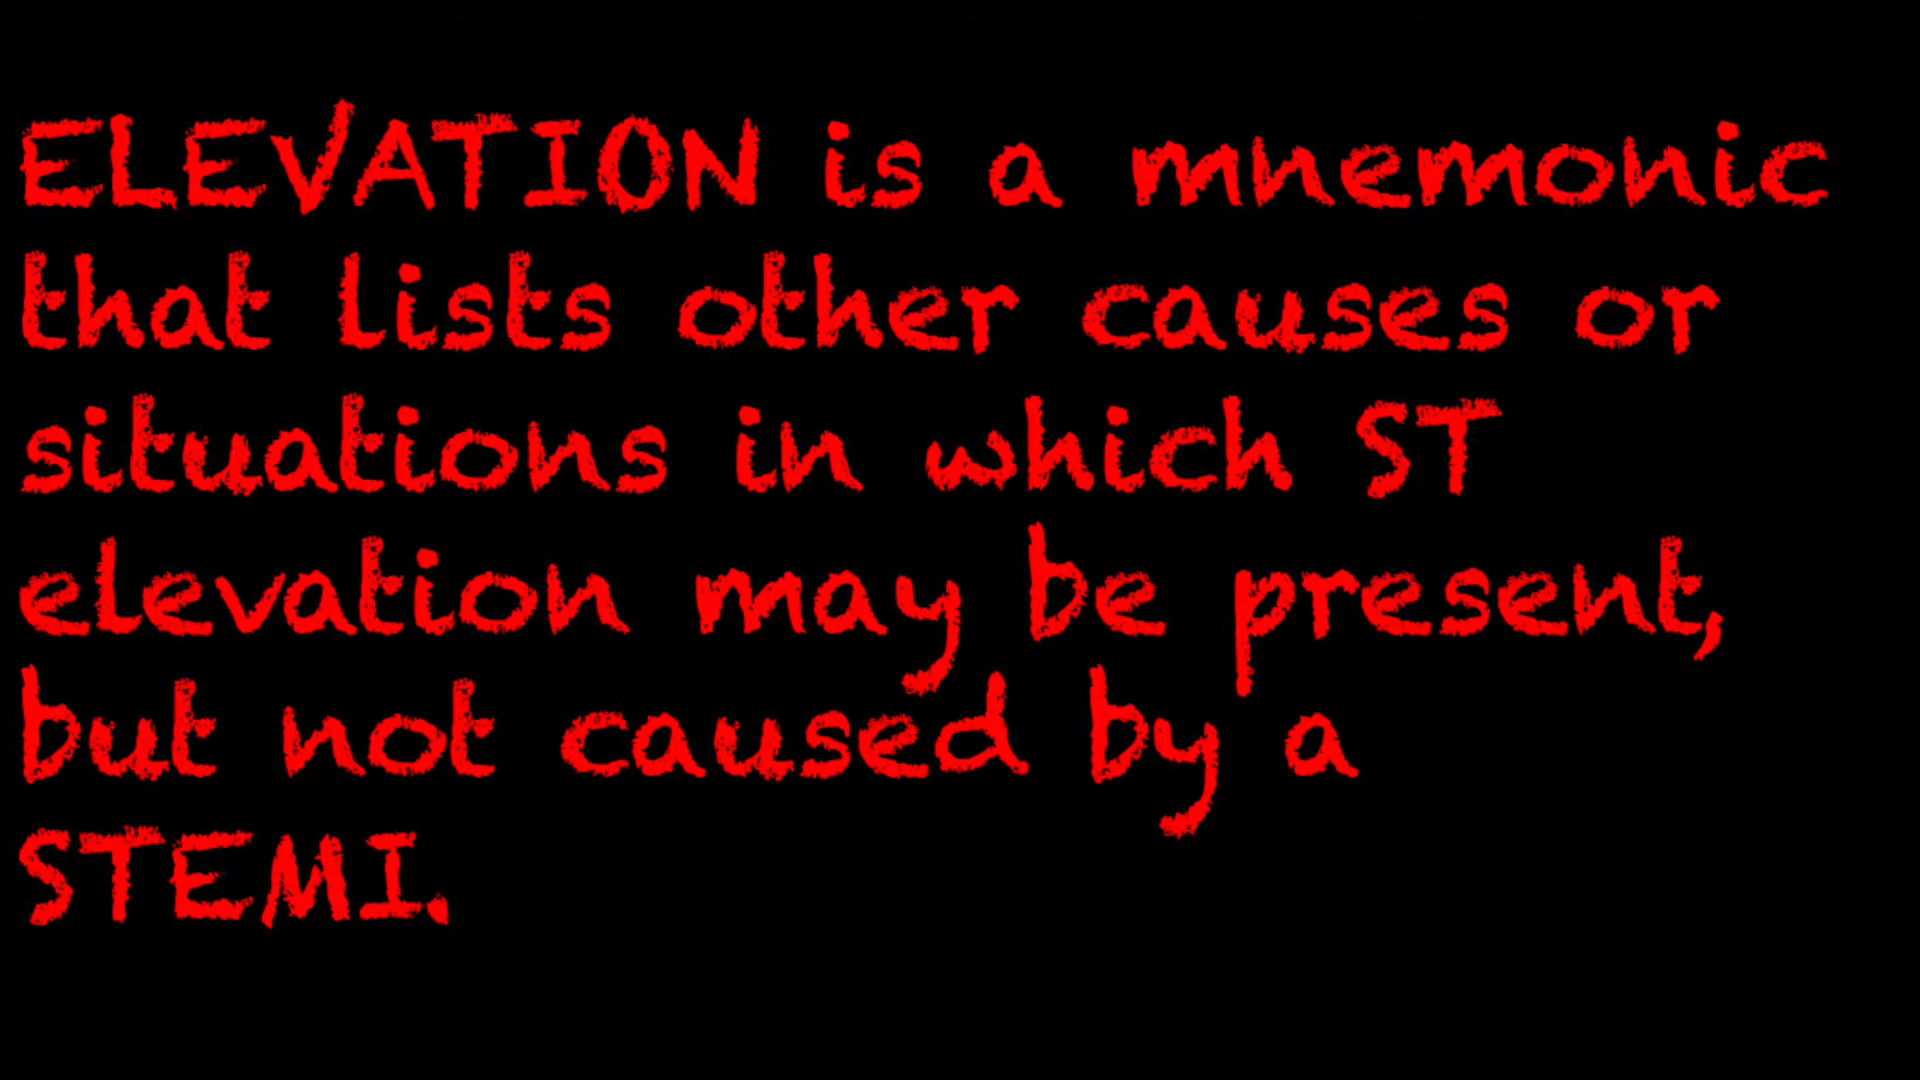 ELEVATION is a mnemonic
that lists other causes or
situations in which ST
elevation may be present,
but not caused by a
STEMI.